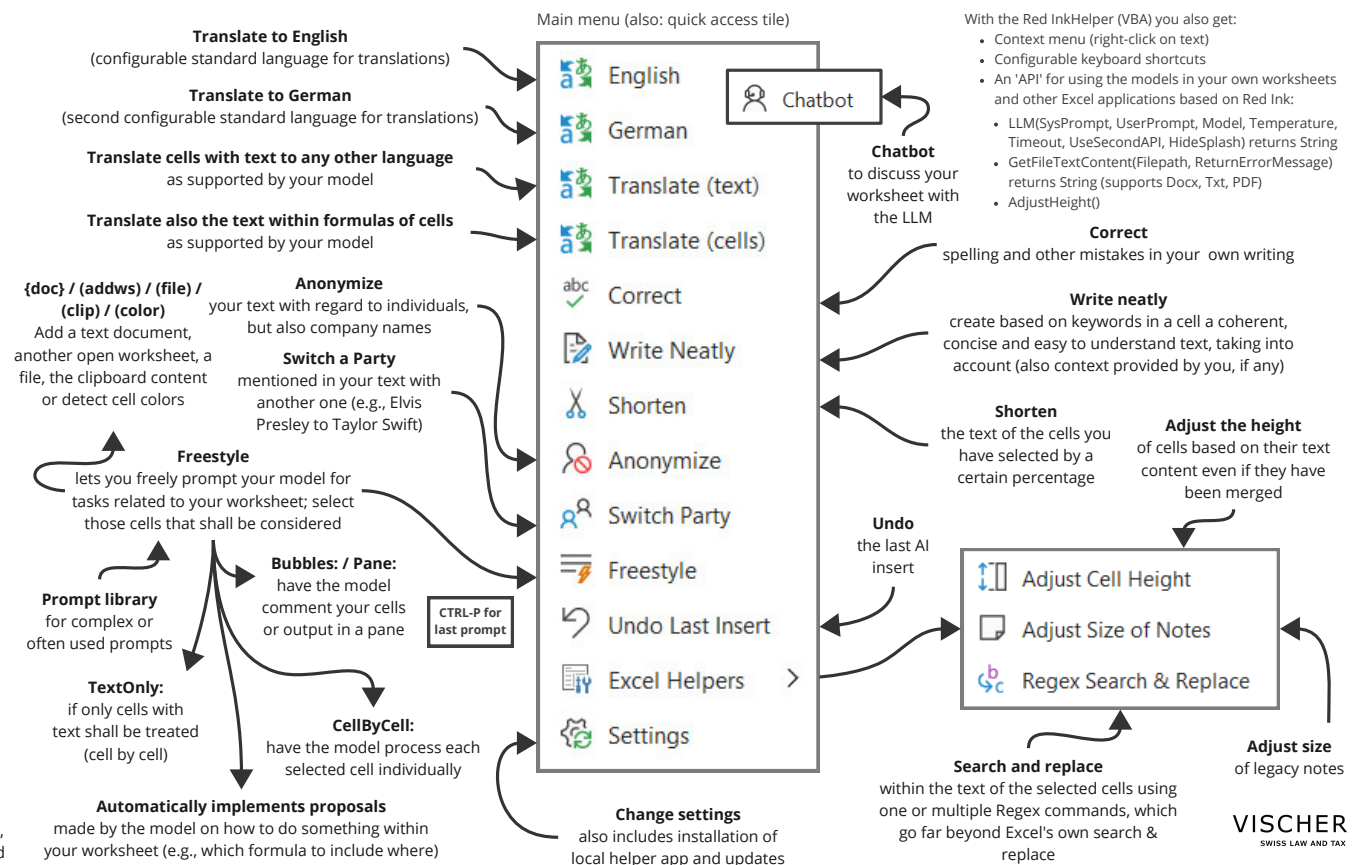 Main menu (also: quick access tile)
Translate to English
(configurable standard language for translations)
Translate to German
(second configurable standard language for translations)
Translate cells with text to any other language
as supported by your model
Translate also the text within formulas of cells
as supported by your model
{doc} / (addws) / (file) /
(clip) / (color)
Add a text document,
another open worksheet, a
file, the clipboard content
or detect cell colors
Anonymize
your text with regard to individuals,
but also company names
Switch a Party
mentioned in your text with
another one (e.g., Elvis
Presley to Taylor Swift)
Freestyle
lets you freely prompt your model for
tasks related to your worksheet; select
those cells that shall be considered
Prompt library
for complex or
often used prompts
Bubbles: / Pane:
have the model
comment your cells
or output in a pane
CTRL-P for
last prompt
TextOnly:
if only cells with
text shall be treated
(cell by cell)
CellByCell:
have the model process each
selected cell individually
Automatically implements proposals
made by the model on how to do something within
your worksheet (e.g., which formula to include where)
,
d
English
German
Translate (text)
Translate (cells)
abc
Correct
Write Neatly
Shorten
Anonymize
Switch Party
Freestyle
Undo Last Insert
Excel Helpers
Settings
Chatbot
Chatbot
to discuss your
worksheet with
the LLM
With the Red InkHelper (VBA) you also get:
• Context menu (right-click on text)
• Configurable keyboard shortcuts
• An 'API' for using the models in your own worksheets
and other Excel applications based on Red Ink:
• LLM(SysPrompt, UserPrompt, Model, Temperature,
Timeout, UseSecondAPI, HideSplash) returns String
• GetFileTextContent(Filepath, ReturnErrorMessage)
returns String (supports Docx, Txt, PDF)
• AdjustHeight()
Correct
spelling and other mistakes in your own writing
Write neatly
create based on keywords in a cell a coherent,
concise and easy to understand text, taking into
account (also context provided by you, if any)
Shorten
the text of the cells you
have selected by a
certain percentage
Adjust the height
of cells based on their text
content even if they have
been merged
Undo
the last AI
insert
Adjust Cell Height
Adjust Size of Notes
Regex Search & Replace
Search and replace
within the text of the selected cells using
one or multiple Regex commands, which
go far beyond Excel's own search &
replace
Adjust size
of legacy notes
Change settings
also includes installation of
local helper app and updates
VISCHER
SWISS LAW AND TAX